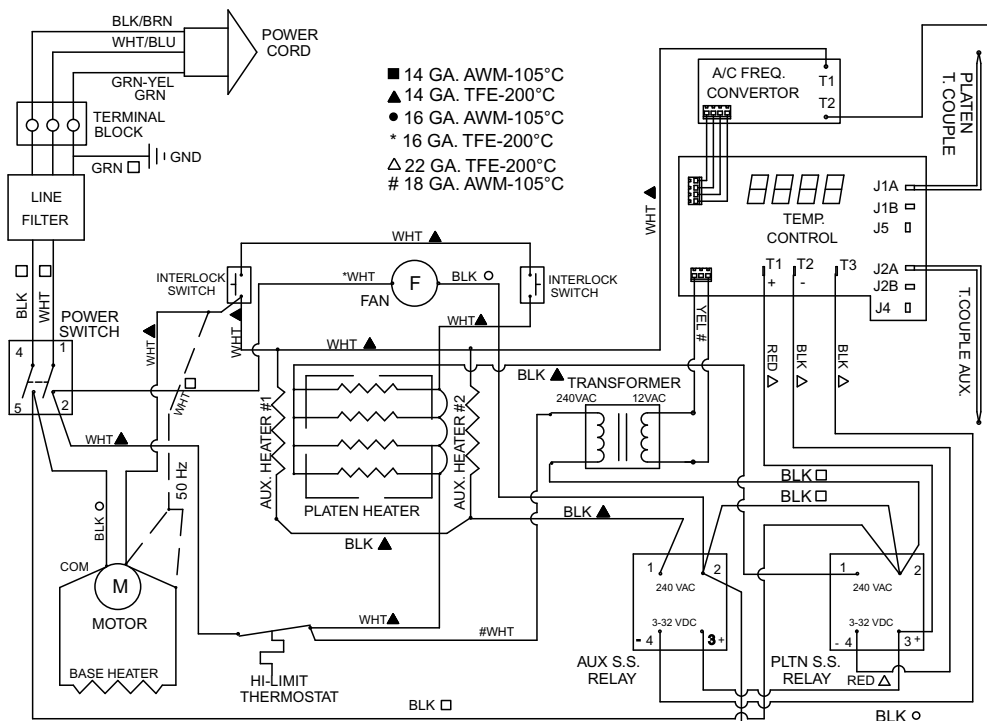 BLK/BRN
WHT/BLU
GRN-YEL
GRN
POWER
CORD
TERMINAL
BLOCK
GND
GRN □
LINE
FILTER
■ 14 GA. AWM-105°C
▲ 14 GA. TFE-200°C
● 16 GA. AWM-105°C
* 16 GA. TFE-200°C
△ 22 GA. TFE-200°C
# 18 GA. AWM-105°C
A/C FREQ.
CONVERTOR
T1
T2
PLATEN
T. COUPLE
TEMP.
CONTROL
J1A
J1B
J5
J2A
J2B
J4
T1
+
T2
-
T3
T.COUPLE AUX.
WHT ▲
YEL #
RED △
BLK △
BLK △
WHT ▲
INTERLOCK
SWITCH
*WHT
F
FAN
BLK ○
INTERLOCK
SWITCH
WHT ▲
WHT ▲
WHT ▲
BLK □
WHT □
POWER
SWITCH
4
1
5
2
WHT ▲
WHT □
50 Hz
WHT ▲
BLK ▲
TRANSFORMER
240VAC
12VAC
AUX. HEATER #1
AUX. HEATER #2
PLATEN HEATER
BLK ▲
BLK ▲
BLK □
BLK □
BLK ○
COM
M
MOTOR
BASE HEATER
WHT ▲
#WHT
HI-LIMIT
THERMOSTAT
1
2
240 VAC
3-32 VDC
- 4
3 +
AUX S.S.
RELAY
1
2
240 VAC
3-32 VDC
- 4
3 +
PLTN S.S.
RELAY
RED △
BLK □
BLK ○